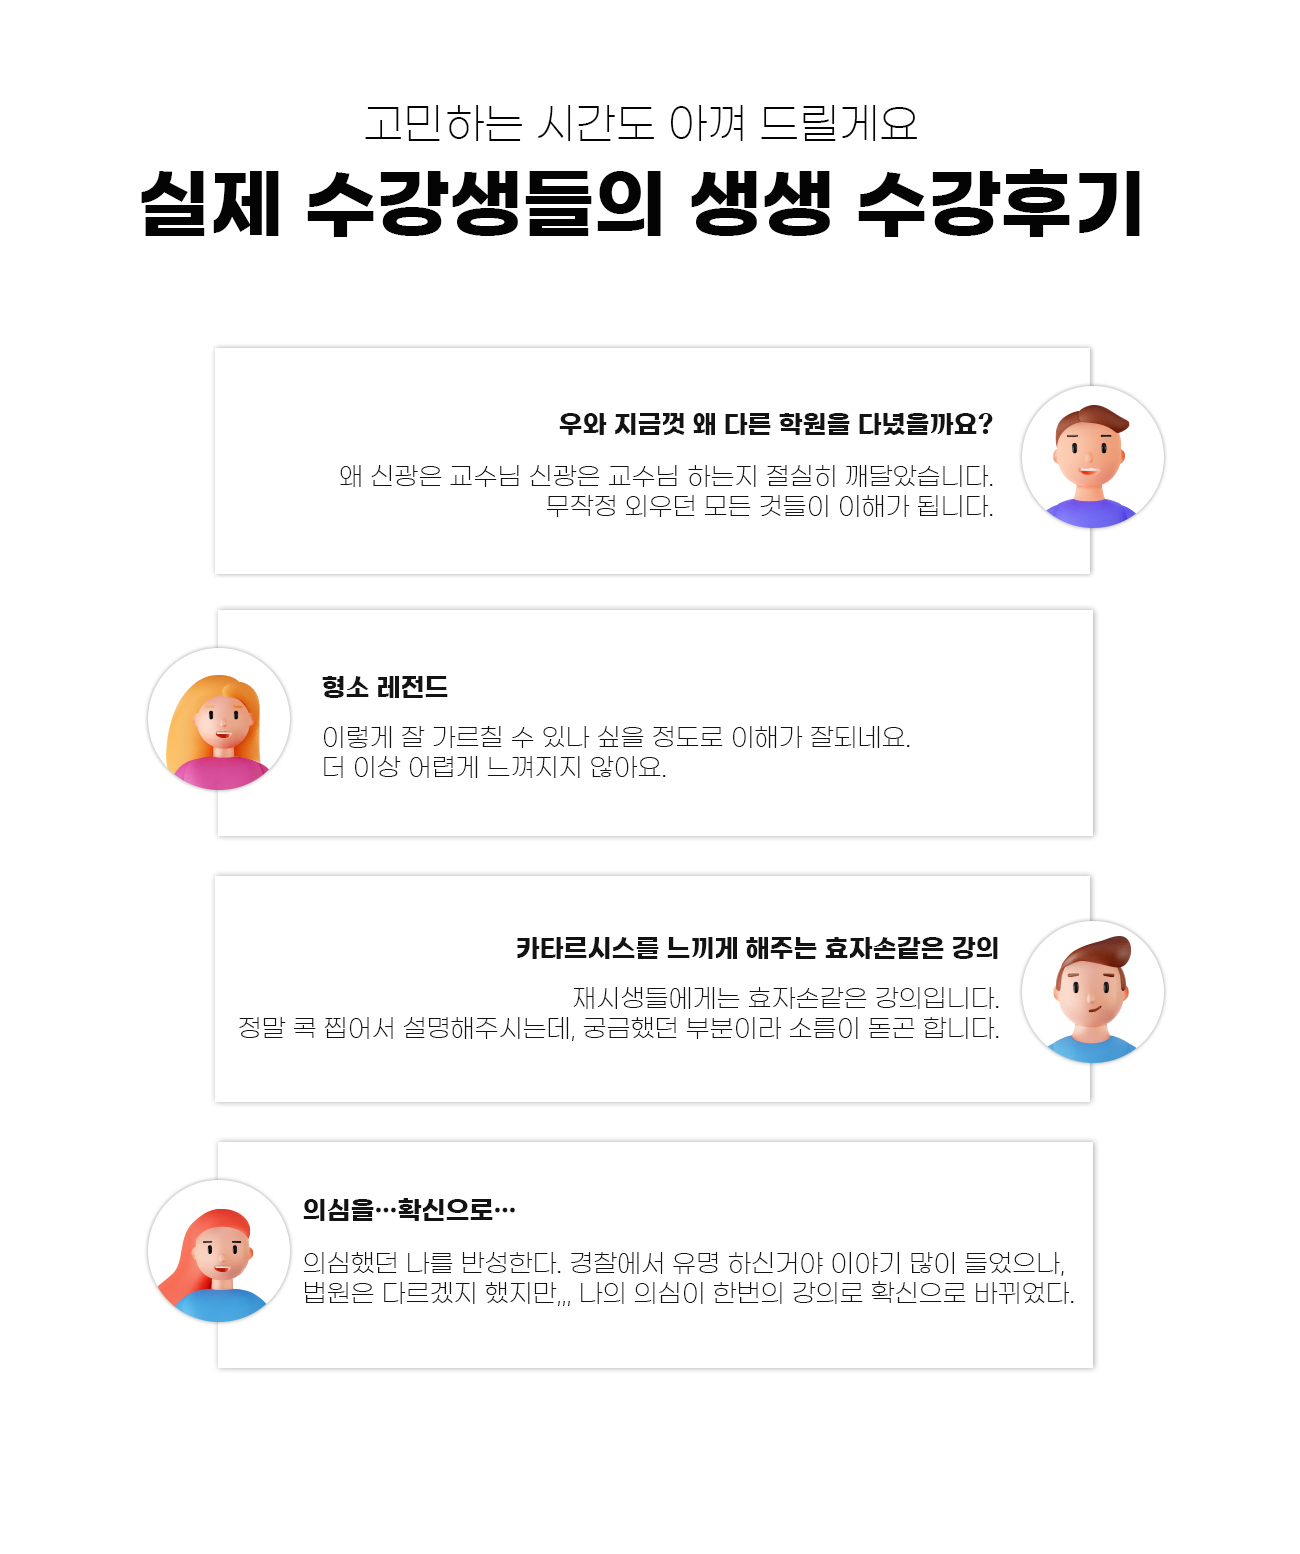 고민하는 시간도 아껴 드릴게요
실제 수강생들의 생생 수강후기
우와 지금껏 왜 다른 학원을 다녔을까요?
왜 신광은 교수님 신광은 교수님 하는지 절실히 깨달았습니다.
무작정 외우던 모든 것들이 이해가 됩니다.
형소 레전드
이렇게 잘 가르칠 수 있나 싶을 정도로 이해가 잘되네요.
더 이상 어렵게 느껴지지 않아요.
카타르시스를 느끼게 해주는 효자손같은 강의
재시생들에게는 효자손같은 강의입니다.
정말 콕 찝어서 설명해주시는데, 궁금했던 부분이라 소름이 돋곤 합니다.
의심을…확신으로…
의심했던 나를 반성한다. 경찰에서 유명 하신거야 이야기 많이 들었으나,
법원은 다르겠지 했지만,,, 나의 의심이 한번의 강의로 확신으로 바뀌었다.